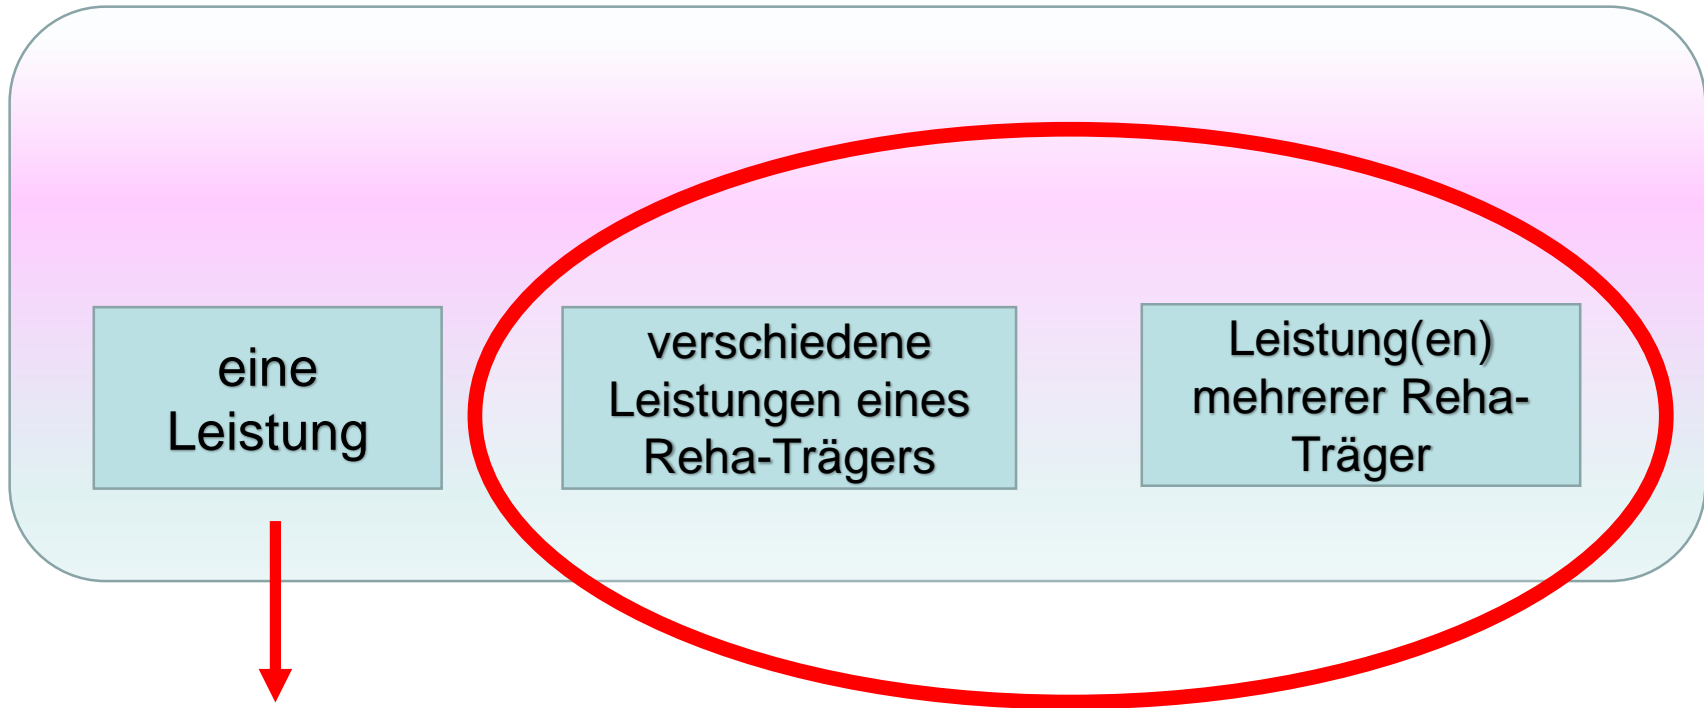 eine
Leistung
verschiedene
Leistungen eines
Reha-Trägers
Leistung(en)
mehrerer Reha-
Träger